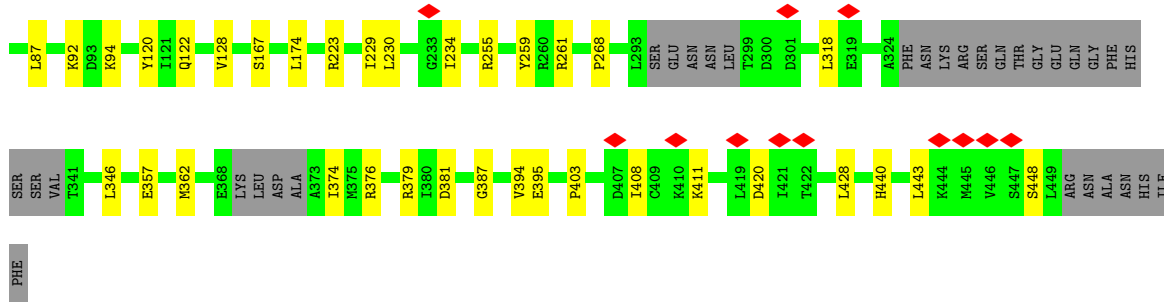 L87 K92 D93 K94 Y120 I121 Q122 V128 S167 L174 R223 I229 L230 G233 I234 R255 Y259 R260 R261 P268 L293 SER GLU ASN ASN LEU T299 D300 D301 L318 E319 A324 PHE ASN LYS ARG SER GLN THR GLY GLU GLN GLY PHE HIS
SER SER VAL T341 L346 E357 M362 E368 LYS LEU ASP ALA A373 I374 M375 R376 R379 I380 D381 G387 V394 E395 P403 D407 I408 C409 K410 K411 L419 D420 I421 T422 L428 H440 L443 K444 M445 V446 S447 S448 L449 ARG ASN ALA ASN HIS ILE
PHE